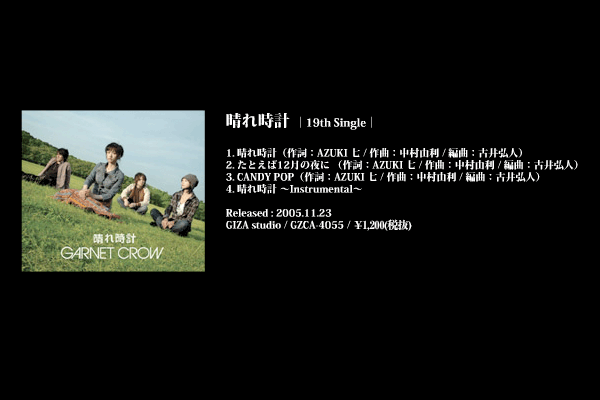 晴れ時計 ｜19th Single｜
1. 晴れ時計（作詞：AZUKI 七 / 作曲：中村由利 / 編曲：古井弘人）
2. たとえば12月の夜に （作詞：AZUKI 七 / 作曲：中村由利 / 編曲：古井弘人）
3. CANDY POP（作詞：AZUKI 七 / 作曲：中村由利 / 編曲：古井弘人）
4. 晴れ時計 ～Instrumental～
Released : 2005.11.23
GIZA studio / GZCA-4055 / ￥1,200(税抜)
晴れ時計
GARNET CROW